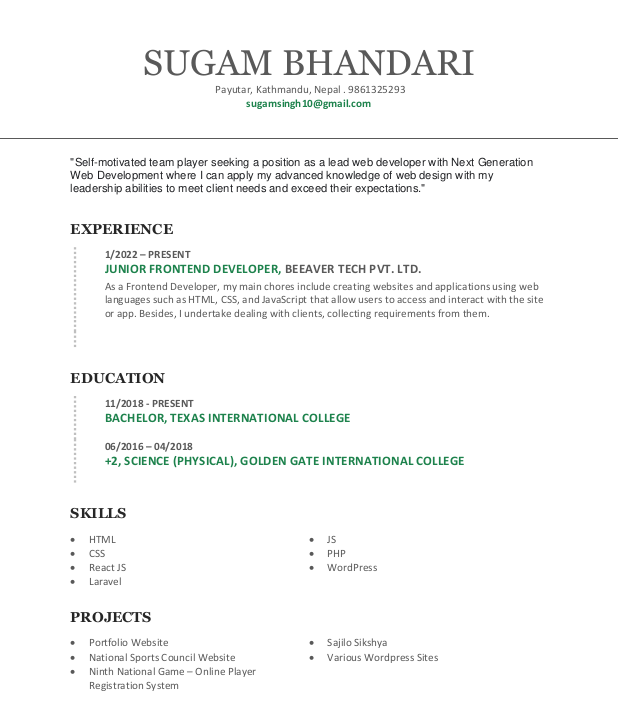 SUGAM BHANDARI
Payutar, Kathmandu, Nepal . 9861325293
sugamsingh10@gmail.com
"Self-motivated team player seeking a position as a lead web developer with Next Generation
Web Development where I can apply my advanced knowledge of web design with my
leadership abilities to meet client needs and exceed their expectations."
EXPERIENCE
1/2022 – PRESENT
JUNIOR FRONTEND DEVELOPER, BEEAVER TECH PVT. LTD.
As a Frontend Developer, my main chores include creating websites and applications using web
languages such as HTML, CSS, and JavaScript that allow users to access and interact with the site
or app. Besides, I undertake dealing with clients, collecting requirements from them.
EDUCATION
11/2018 - PRESENT
BACHELOR, TEXAS INTERNATIONAL COLLEGE
06/2016 – 04/2018
+2, SCIENCE (PHYSICAL), GOLDEN GATE INTERNATIONAL COLLEGE
SKILLS
• HTML
• CSS
• React JS
• Laravel
• JS
• PHP
• WordPress
PROJECTS
• Portfolio Website
• National Sports Council Website
• Ninth National Game – Online Player
Registration System
• Sajilo Sikshya
• Various Wordpress Sites